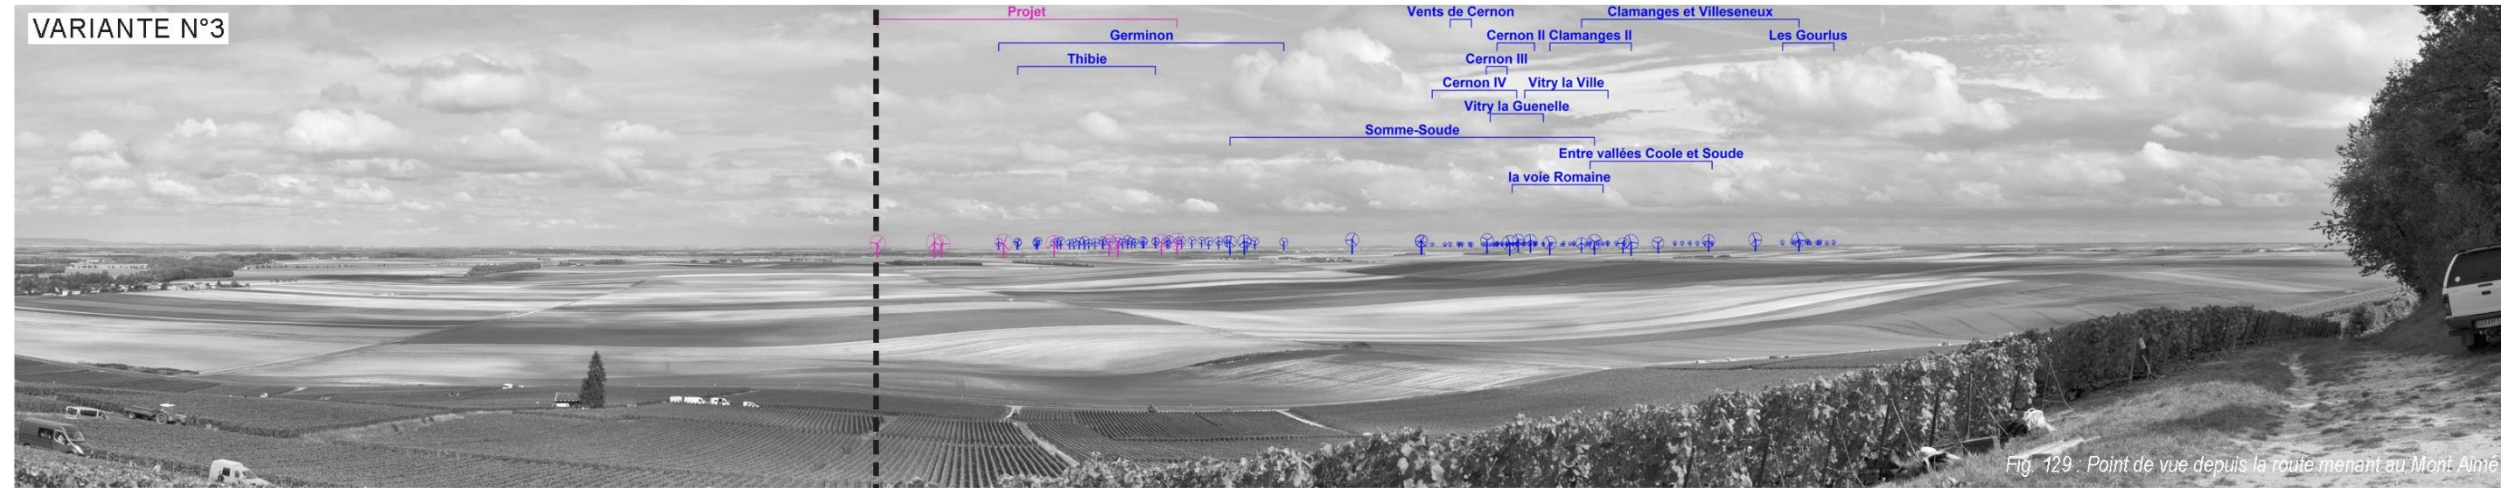 VARIANTE N°3
Projet
Vents de Cernon
Clamanges et Villeseneux
Germinon
Cernon II
Clamanges II
Les Gourlus
Thibie
Cernon III
Cernon IV
Vitry la Ville
Vitry la Guenelle
Somme-Soude
Entre vallées Coole et Soude
la voie Romaine
Fig. 129 : Point de vue depuis la route menant au Mont Aimé